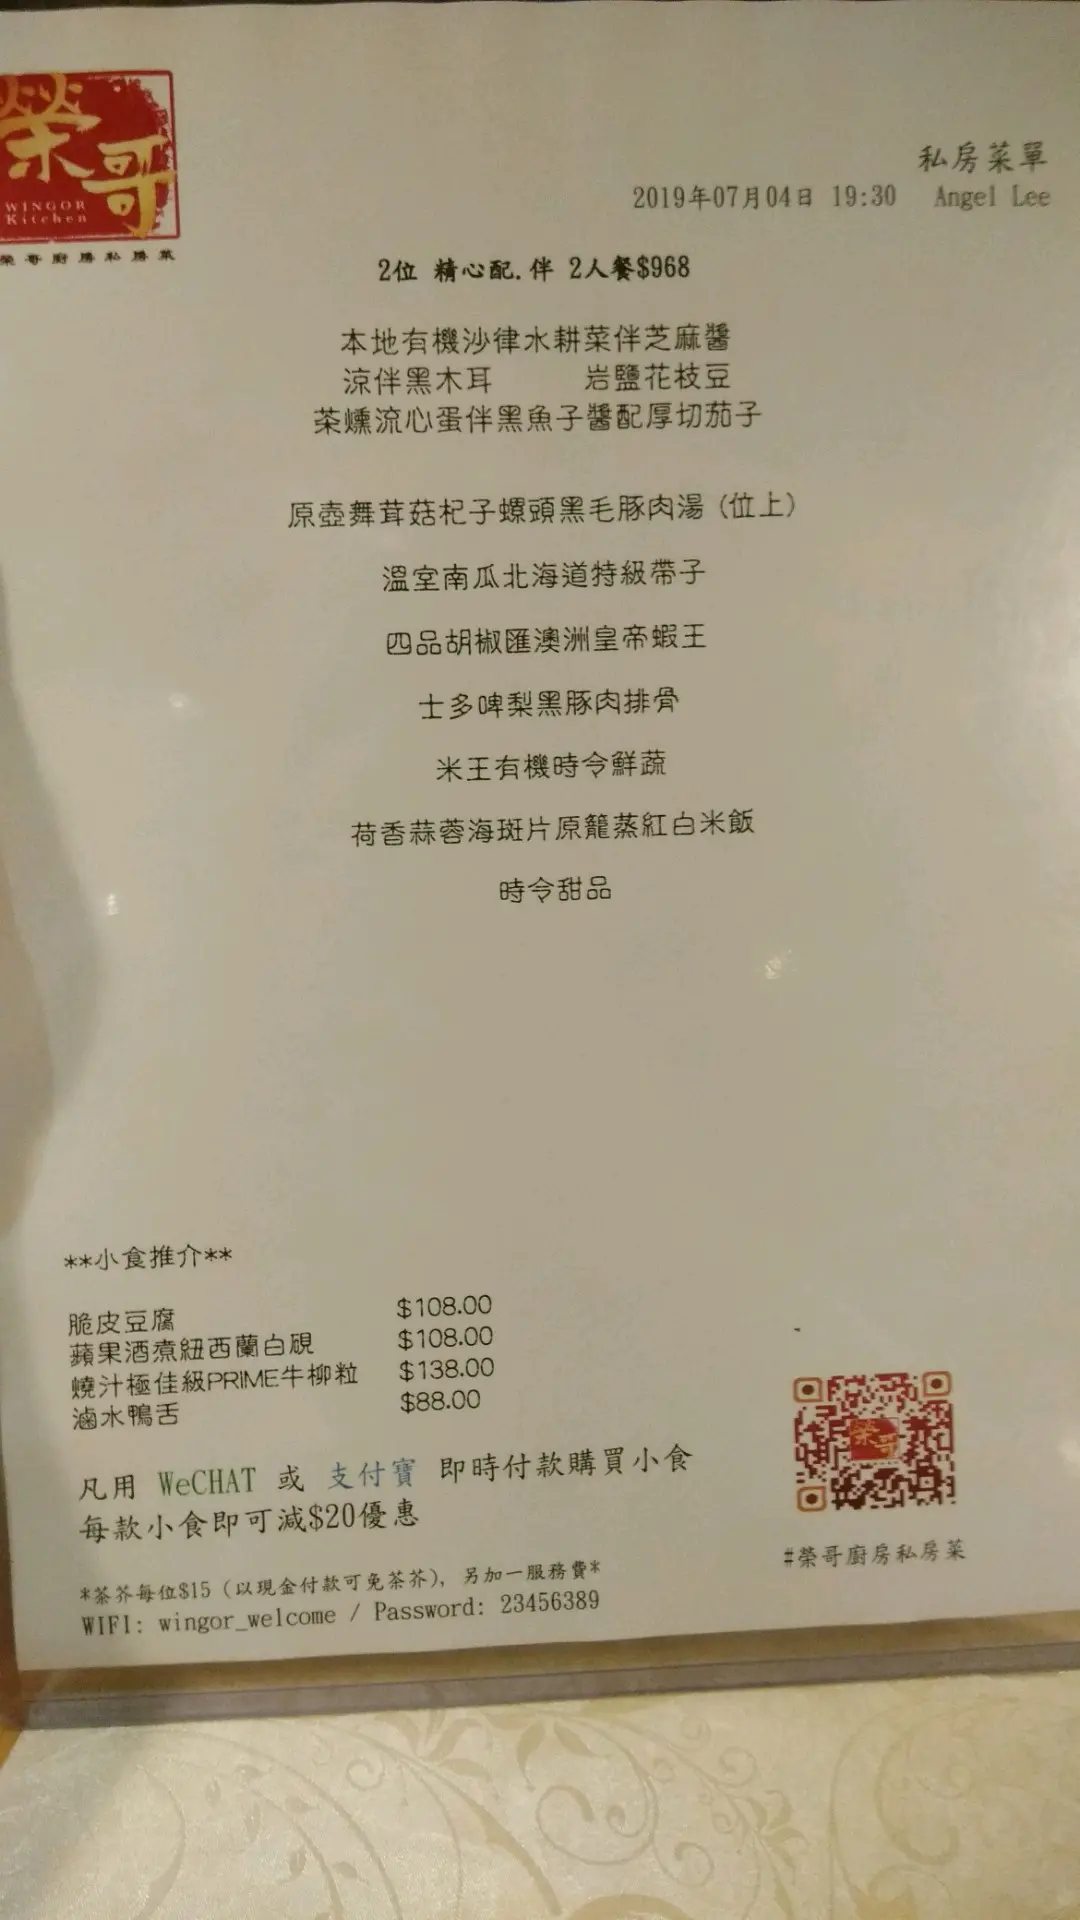 榮哥
WINGOR
Kitchen
榮哥廚房私房菜
私房菜單
2019年07月04日 19:30 Angel Lee
2位 精心配.伴 2人餐$968
本地有機沙律水耕菜伴芝麻醬
涼伴黑木耳 岩鹽花枝豆
茶燻流心蛋伴黑魚子醬配厚切茄子
原壺舞茸菇杞子螺頭黑毛豚肉湯 (位上)
溫室南瓜北海道特級帶子
四品胡椒匯澳洲皇帝蝦王
士多啤梨黑豚肉排骨
米王有機時令鮮蔬
荷香蒜蓉海斑片原籠蒸紅白米飯
時令甜品
**小食推介**
脆皮豆腐 $108.00
蘋果酒煮紐西蘭白硯 $108.00
燒汁極佳級PRIME牛柳粒 $138.00
滷水鴨舌 $88.00
凡用 WeCHAT 或 支付寶 即時付款購買小食
每款小食即可減$20優惠
榮哥
#榮哥廚房私房菜
*茶芥每位$15 (以現金付款可免茶芥), 另加一服務費*
WIFI: wingor_welcome / Password: 23456389